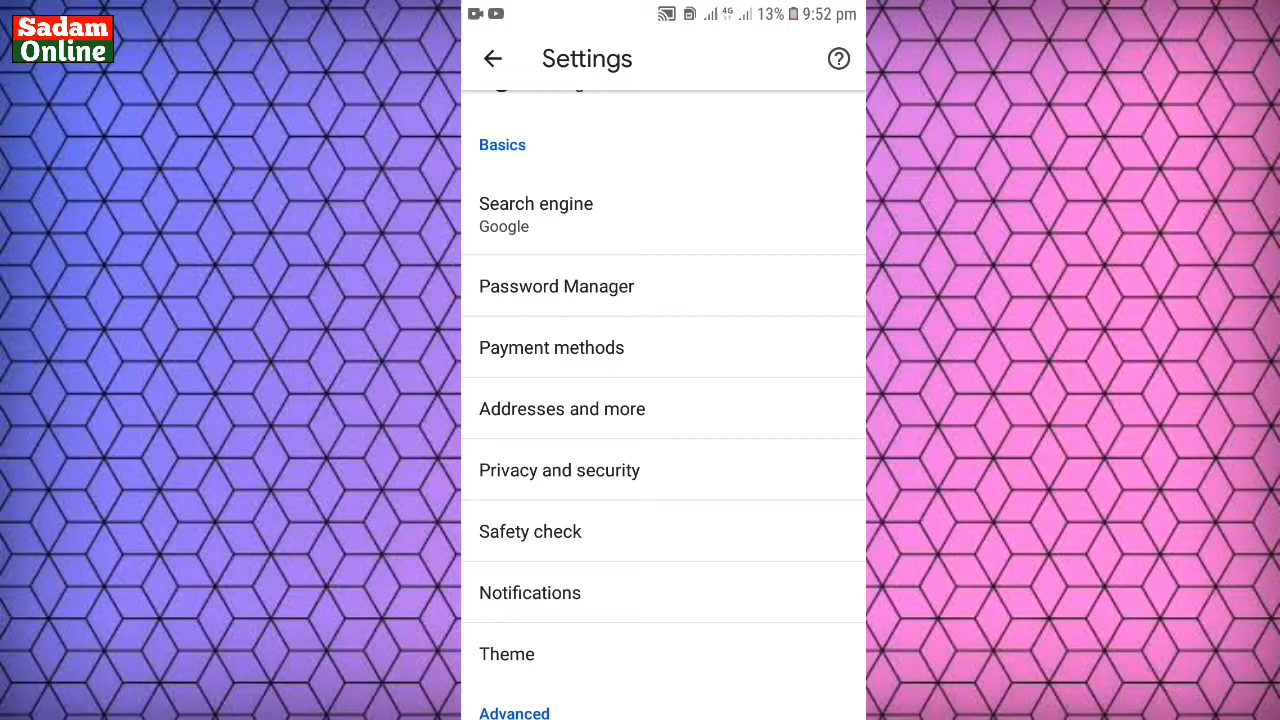 Sadam
Online
4G
13%
9:52 pm
Settings
Basics
Search engine
Google
Password Manager
Payment methods
Addresses and more
Privacy and security
Safety check
Notifications
Theme
Advanced